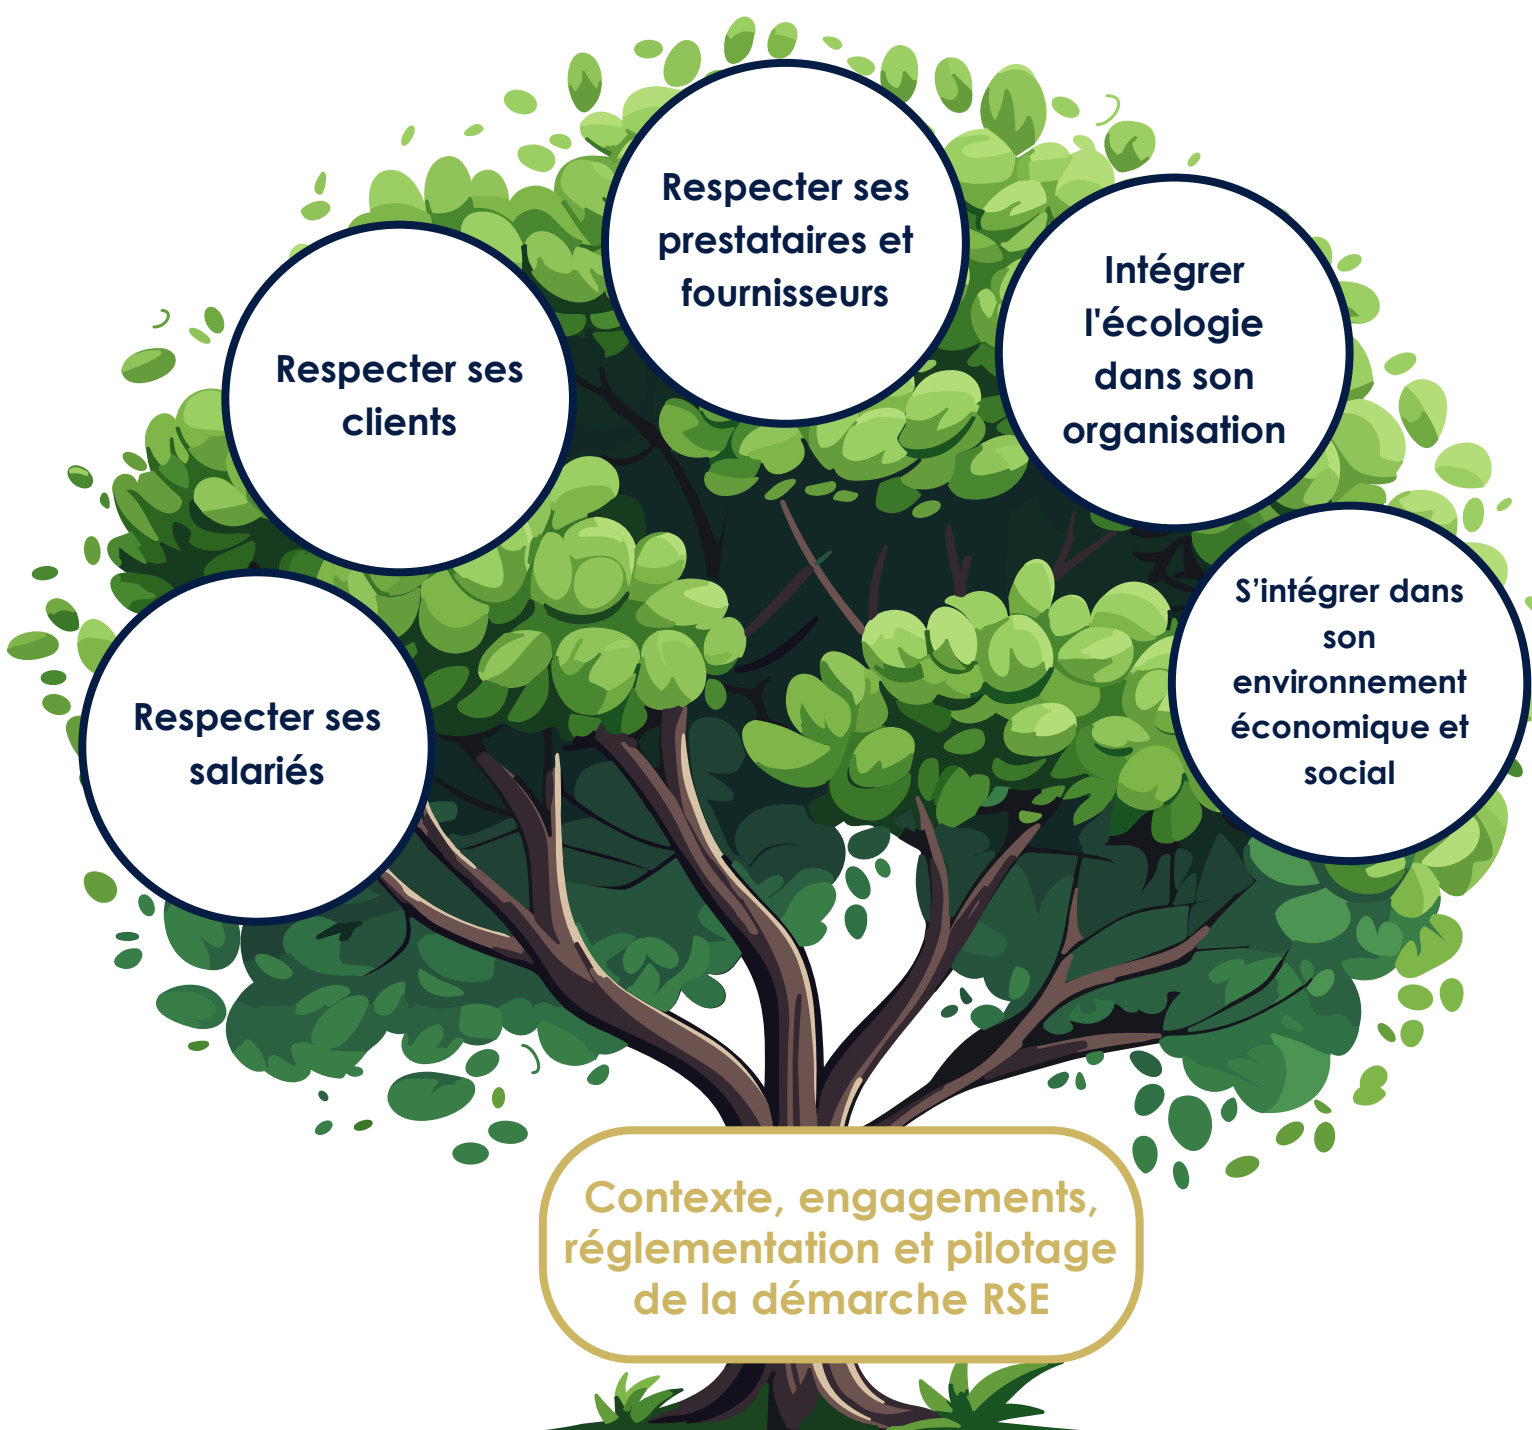 Respecter ses
prestataires et
fournisseurs
Intégrer
l'écologie
dans son
organisation
Respecter ses
clients
S’intégrer dans
son
environnement
économique et
social
Respecter ses
salariés
Contexte, engagements,
réglementation et pilotage
de la démarche RSE